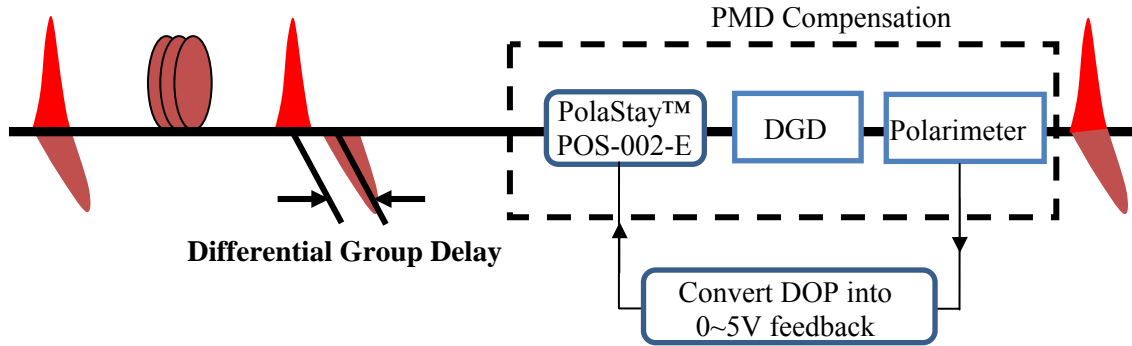 PMD Compensation
PolaStay™
POS-002-E
DGD
Polarimeter
Differential Group Delay
Convert DOP into
0~5V feedback